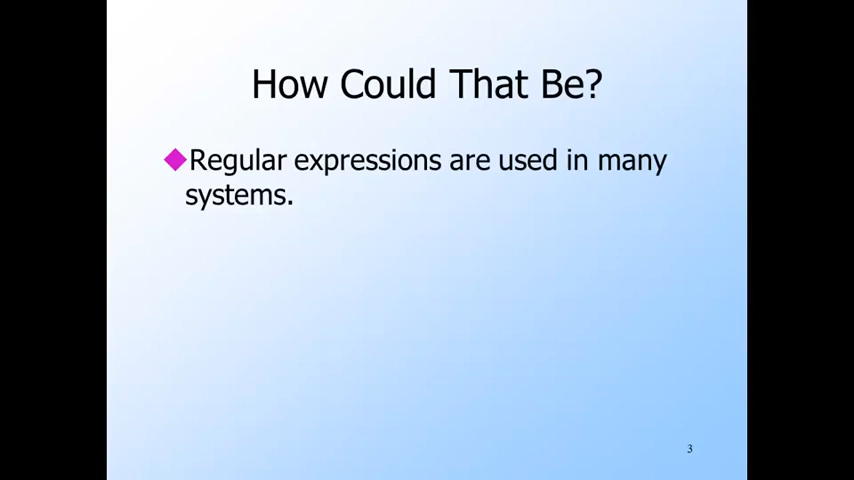 How Could That Be?
Regular expressions are used in many
systems.
3